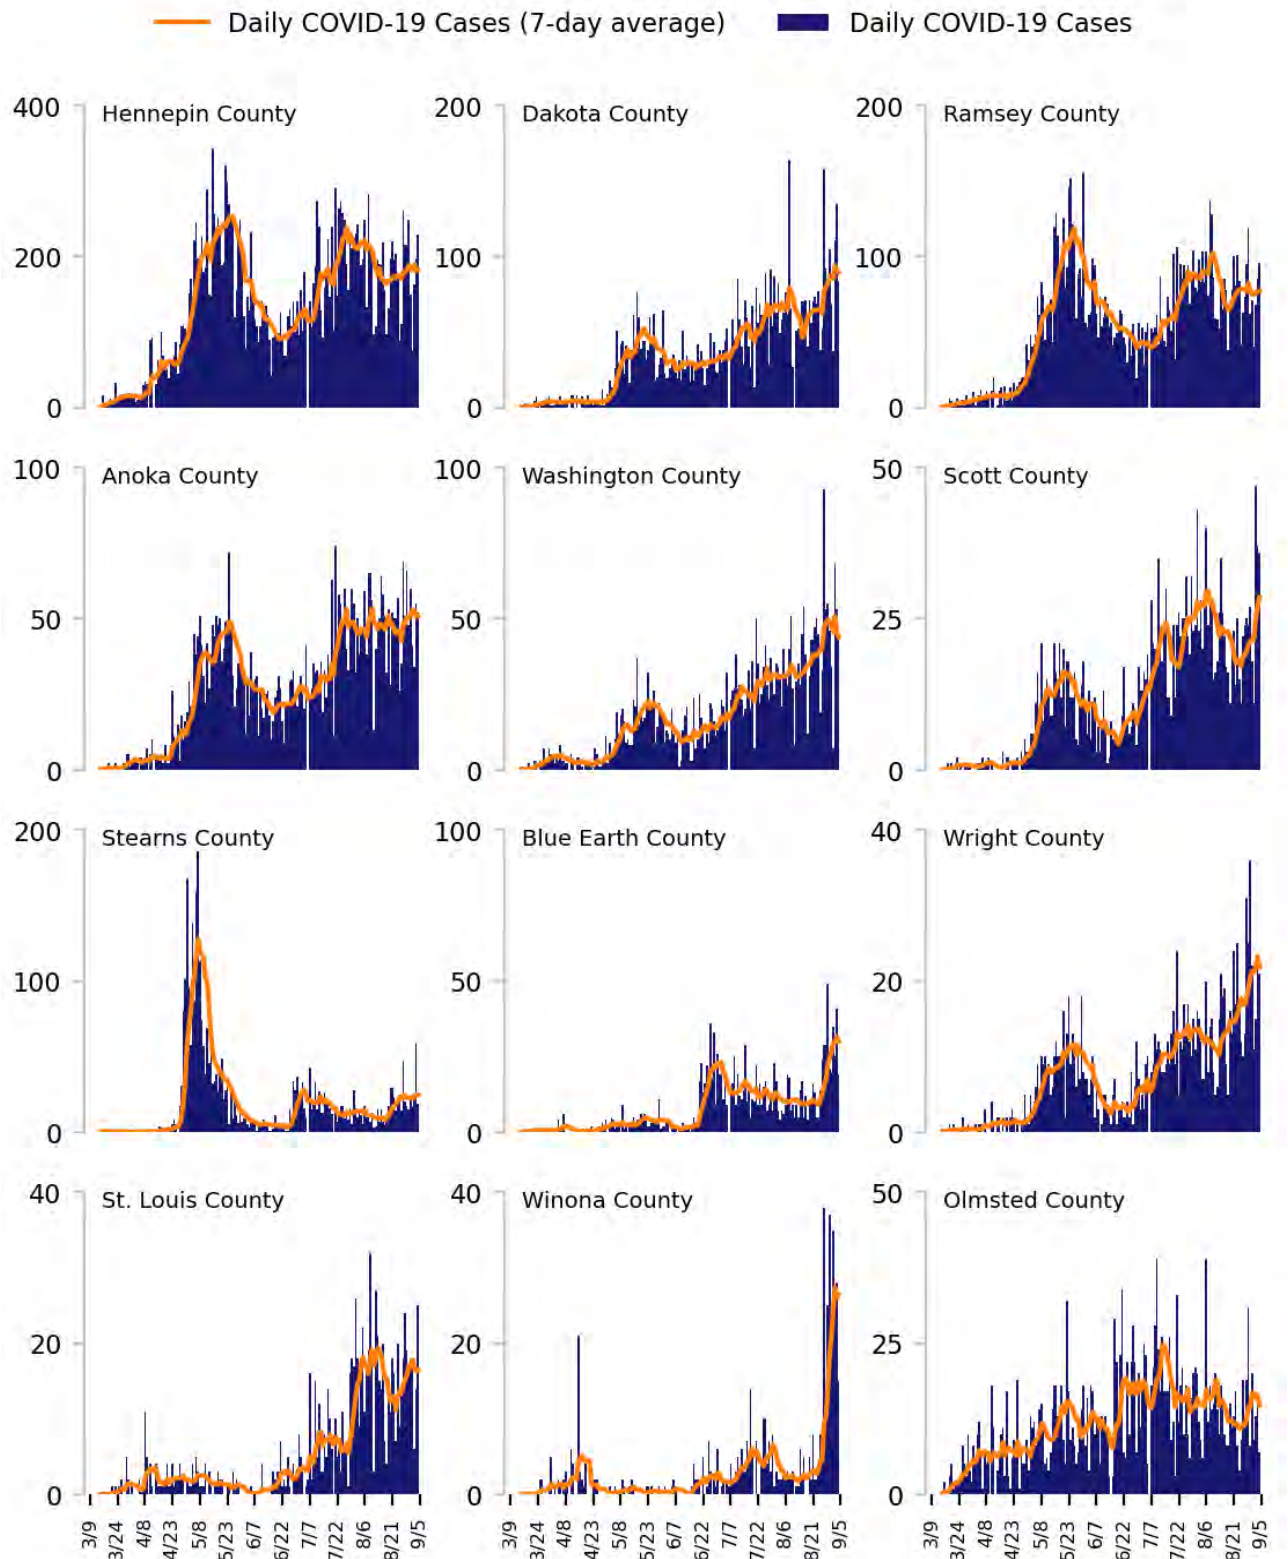 Daily COVID-19 Cases (7-day average) Daily COVID-19 Cases
400 Hennepin County 200 Dakota County 200 Ramsey County
200 100 100
0 0 0
100 Anoka County 100 Washington County 50 Scott County
50 50 25
0 0 0
200 Stearns County 100 Blue Earth County 40 Wright County
100 50 20
0 0 0
40 St. Louis County 40 Winona County 50 Olmsted County
20 20 25
0 0 0
3/9 3/24 4/8 4/23 5/8 5/23 6/7 6/22 7/7 7/22 8/6 8/21 9/5 3/9 3/24 4/8 4/23 5/8 5/23 6/7 6/22 7/7 7/22 8/6 8/21 9/5 3/9 3/24 4/8 4/23 5/8 5/23 6/7 6/22 7/7 7/22 8/6 8/21 9/5